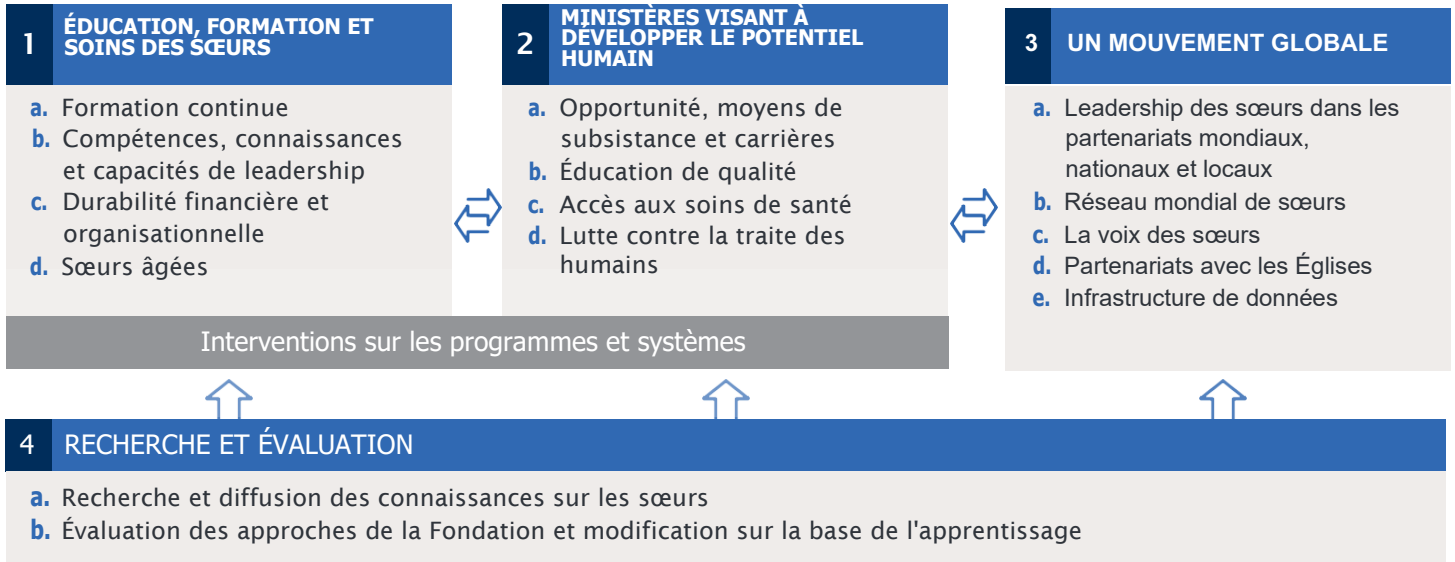 1
ÉDUCATION, FORMATION ET
SOINS DES SŒURS
a. Formation continue
b. Compétences, connaissances
et capacités de leadership
c. Durabilité financière et
organisationnelle
d. Sœurs âgées
2
MINISTÈRES VISANT À
DÉVELOPPER LE POTENTIEL
HUMAIN
a. Opportunité, moyens de
subsistance et carrières
b. Éducation de qualité
c. Accès aux soins de santé
d. Lutte contre la traite des
humains
3 UN MOUVEMENT GLOBALE
a. Leadership des sœurs dans les
partenariats mondiaux,
nationaux et locaux
b. Réseau mondial de sœurs
c. La voix des sœurs
d. Partenariats avec les Églises
e. Infrastructure de données
Interventions sur les programmes et systèmes
4 RECHERCHE ET ÉVALUATION
a. Recherche et diffusion des connaissances sur les sœurs
b. Évaluation des approches de la Fondation et modification sur la base de l'apprentissage